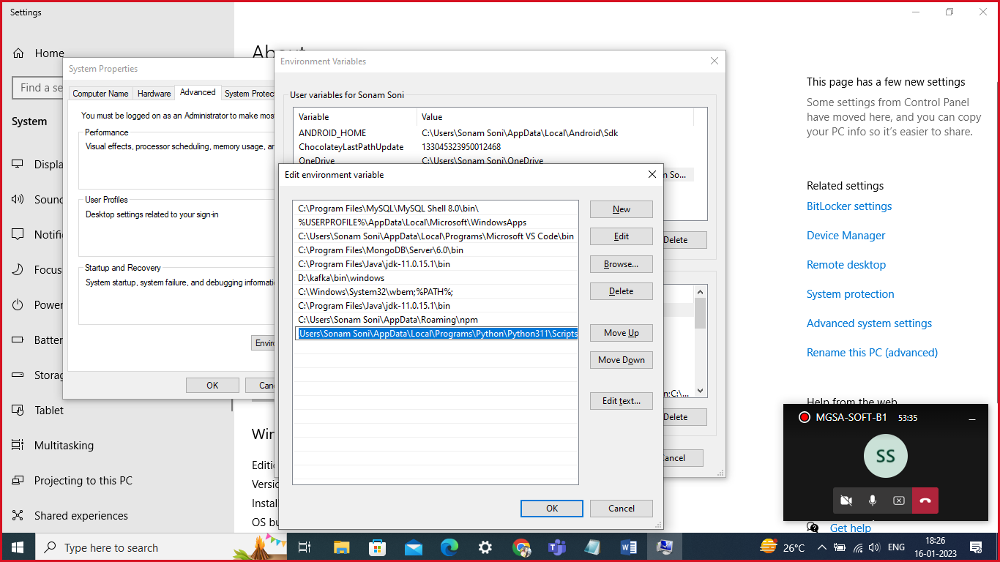 Settings
Home
Find a se
System
Displa
Sound
Notifi
Focus
Power
Batter
Storag
Tablet
Multitasking
Projecting to this PC
Shared experiences
About
System Properties
Computer Name
Hardware
Advanced
System Protec
You must be logged on as an Administrator to make mos
Performance
Visual effects, processor scheduling, memory usage, an
User Profiles
Desktop settings related to your sign-in
Startup and Recovery
System startup, system failure, and debugging informati
Envir
OK
Can
Win
Editi
Versi
Install
OS bu
Environment Variables
User variables for Sonam Soni
Variable Value
ANDROID_HOME C:\Users\Sonam Soni\AppData\Local\Android\Sdk
ChocolateyLastPathUpdate 133045323950012468
OneDrive C:\Users\Sonam Soni\OneDrive
m So...
Delete
n:C:\...
Delete
Cancel
Edit environment variable
C:\Program Files\MySQL\MySQL Shell 8.0\bin\
%USERPROFILE%\AppData\Local\Microsoft\WindowsApps
C:\Users\Sonam Soni\AppData\Local\Programs\Microsoft VS Code\bin
C:\Program Files\MongoDB\Server\6.0\bin
C:\Program Files\Java\jdk-11.0.15.1\bin
D:\kafka\bin\windows
C:\Windows\System32\wbem;%PATH%;
C:\Program Files\Java\jdk-11.0.15.1\bin
C:\Users\Sonam Soni\AppData\Roaming\npm
Users\Sonam Soni\AppData\Local\Programs\Python\Python311\Scripts
New
Edit
Browse...
Delete
Move Up
Move Down
Edit text...
OK
Cancel
This page has a few new settings
Some settings from Control Panel
have moved here, and you can copy
your PC info so it's easier to share.
Related settings
BitLocker settings
Device Manager
Remote desktop
System protection
Advanced system settings
Rename this PC (advanced)
Help from the web
MGSA-SOFT-B1 53:35
SS
Get help
Type here to search
26°C
ENG
18:26
16-01-2023